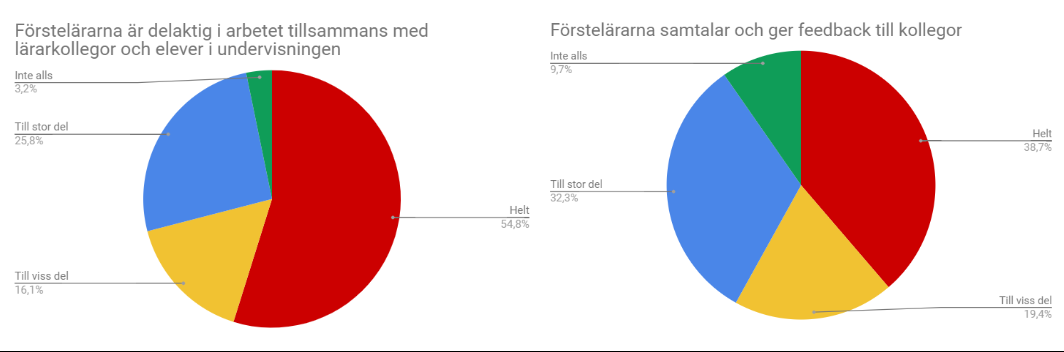 Förstelärarna är delaktig i arbetet tillsammans med
lärarkollegor och elever i undervisningen
Inte alls
3,2%
Till stor del
25,8%
Helt
54,8%
Till viss del
16,1%
Förstelärarna samtalar och ger feedback till kollegor
Inte alls
9,7%
Helt
38,7%
Till stor del
32,3%
Till viss del
19,4%